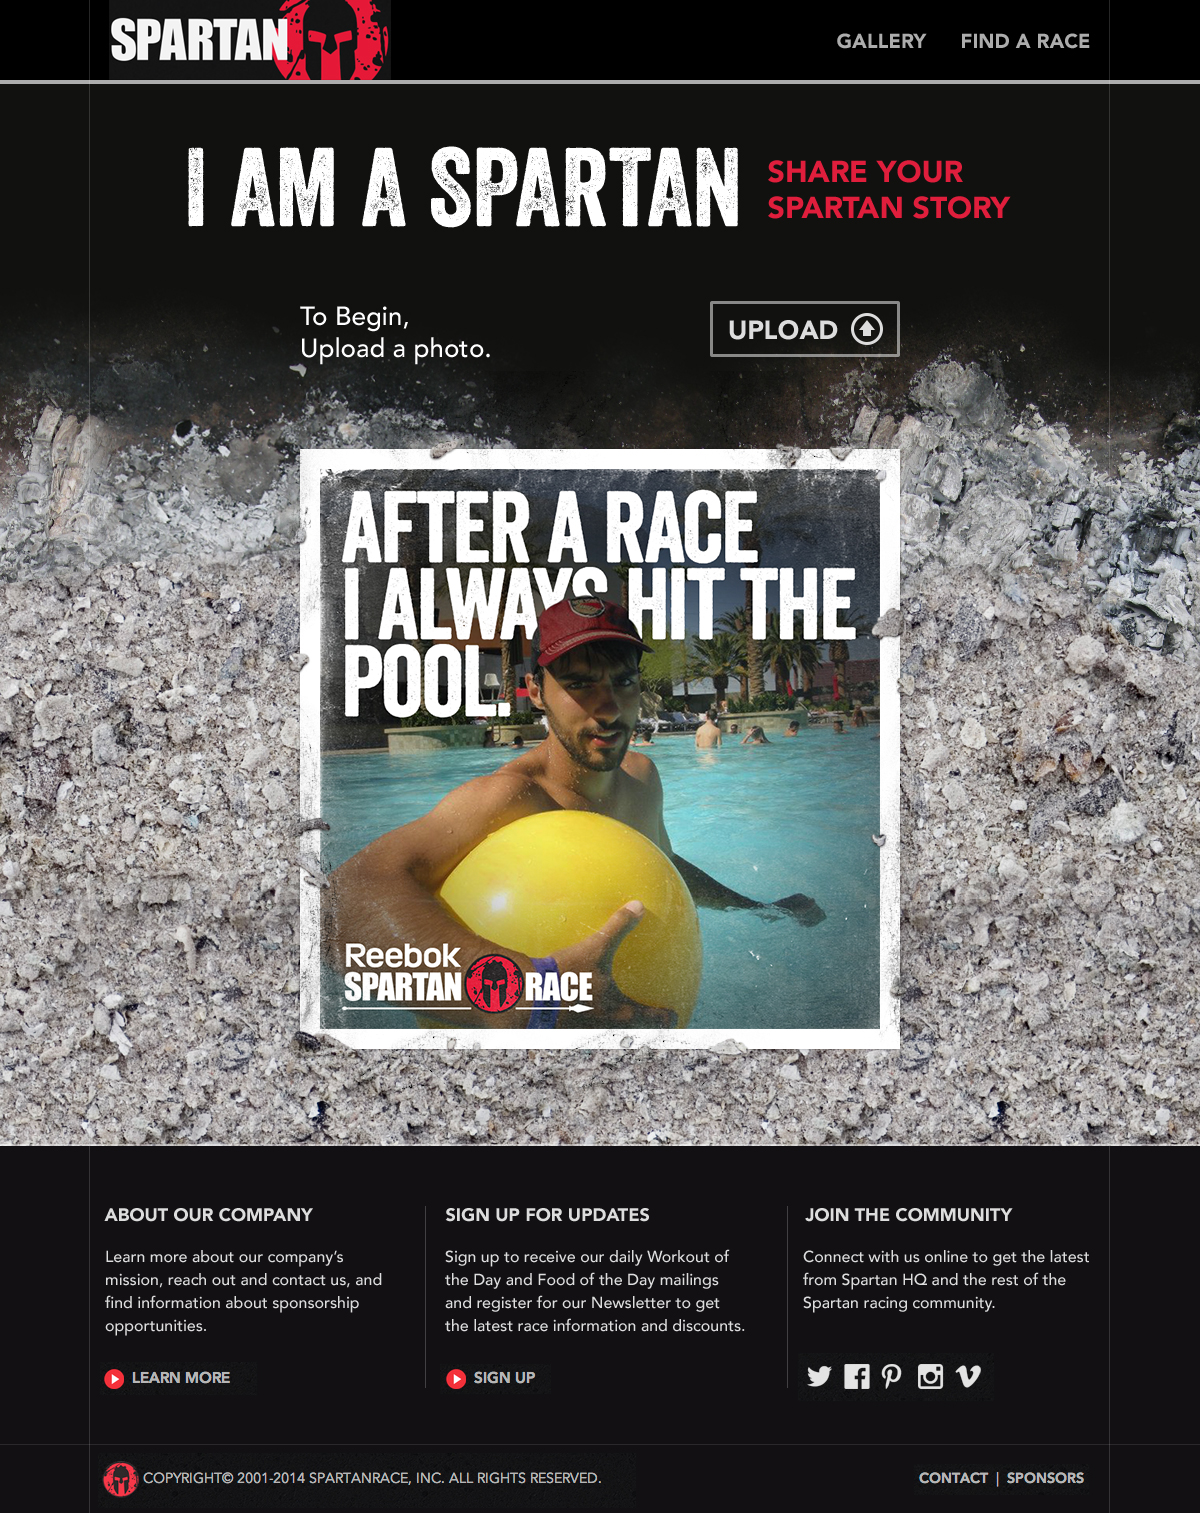 SPARTAN
GALLERY FIND A RACE
I AM A SPARTAN
SHARE YOUR
SPARTAN STORY
To Begin,
Upload a photo.
UPLOAD
AFTER A RACE
I ALWAYS HIT THE
POOL.
Reebok
SPARTAN RACE
ABOUT OUR COMPANY
Learn more about our company’s
mission, reach out and contact us, and
find information about sponsorship
opportunities.
LEARN MORE
SIGN UP FOR UPDATES
Sign up to receive our daily Workout of
the Day and Food of the Day mailings
and register for our Newsletter to get
the latest race information and discounts.
SIGN UP
JOIN THE COMMUNITY
Connect with us online to get the latest
from Spartan HQ and the rest of the
Spartan racing community.
COPYRIGHT© 2001-2014 SPARTANRACE, INC. ALL RIGHTS RESERVED.
CONTACT | SPONSORS